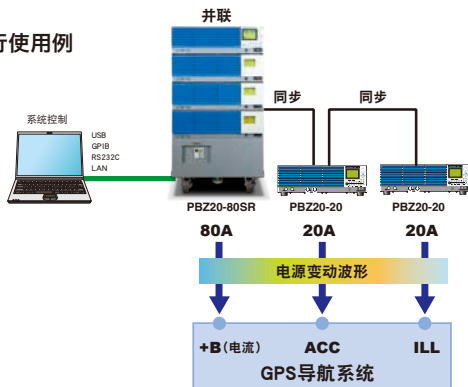 并联
行使用例
同步
同步
系统控制
USB
GPIB
RS232C
LAN
PBZ20-80SR
PBZ20-20
PBZ20-20
80A
20A
20A
电源变动波形
+B(电流)
ACC
ILL
GPS导航系统